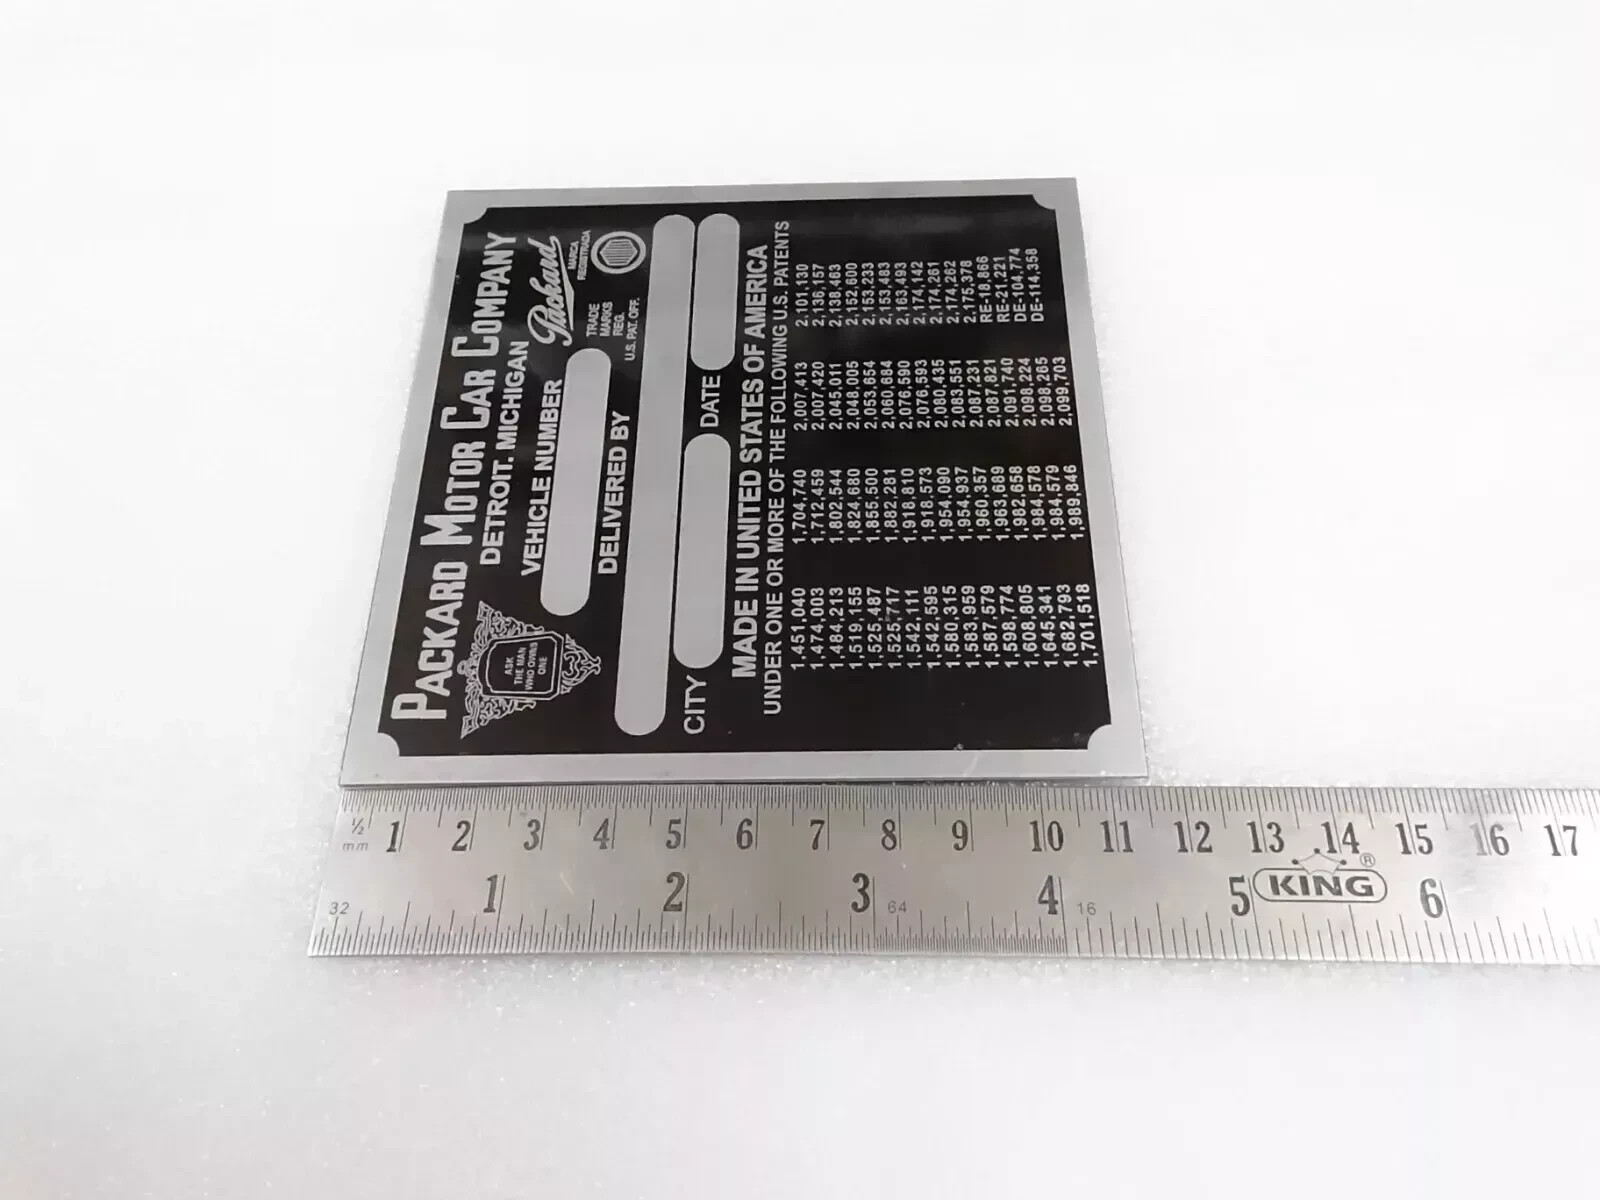 PACKARD MOTOR CAR COMPANY
DETROIT. MICHIGAN
Packard
ASK
THE MAN
WHO OWNS
ONE
VEHICLE NUMBER
TRADE
MARKS
REG.
U.S. PAT. OFF.
MARCA
REGISTRADA
DELIVERED BY
CITY DATE
MADE IN UNITED STATES OF AMERICA
UNDER ONE OR MORE OF THE FOLLOWING U.S. PATENTS
1,451,040 1,704,740 2,007,413 2,101,130
1,474,003 1,712,459 2,007,420 2,136,157
1,484,213 1,802,544 2,045,011 2,138,463
1,519,155 1,824,680 2,048,005 2,152,600
1,525,487 1,855,500 2,053,654 2,153,233
1,525,717 1,882,281 2,060,684 2,153,483
1,542,111 1,918,810 2,076,590 2,163,493
1,542,595 1,918,573 2,076,593 2,174,142
1,580,315 1,954,090 2,080,435 2,174,261
1,583,959 1,954,937 2,083,551 2,174,262
1,587,579 1,960,357 2,087,231 2,175,378
1,598,774 1,963,689 2,087,821 RE-18,866
1,608,805 1,982,658 2,091,740 RE-21,221
1,645,341 1,984,578 2,098,224 DE-104,774
1,682,793 1,984,579 2,098,265 DE-114,358
1,701,518 1,989,846 2,099,703
½ mm 1 2 3 4 5 6 7 8 9 10 11 12 13 14 15 16 17
KING ®
32 1 2 3 64 4 16 5 6